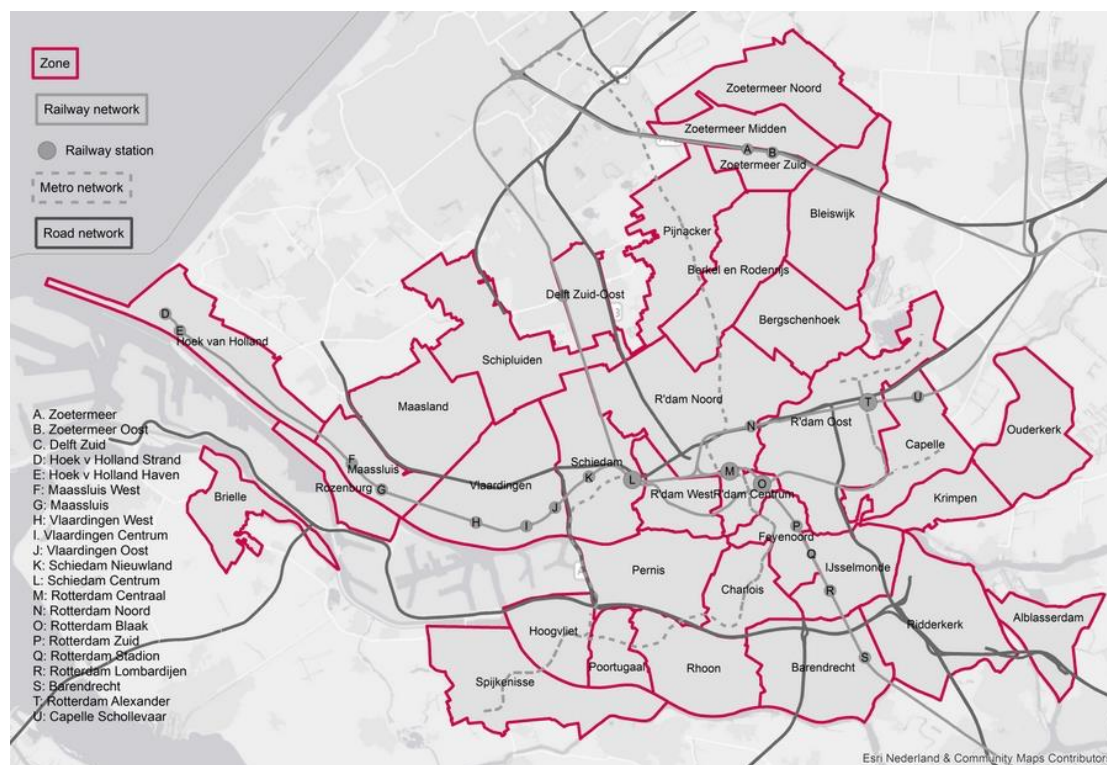 Zone
Railway network
Railway station
Metro network
Road network
Zoetermeer Noord
Zoetermeer Midden
A
B
Zoetermeer Zuid
Bleiswijk
Pijnacker
Berkel en Rodenrijs
Delft Zuid-Oost
Bergschenhoek
D
E
Hoek van Holland
Schipluiden
Maasland
R'dam Noord
T
U
N
R'dam Oost
Capelle
Ouderkerk
F
Maassluis
G
Rozenburg
Schiedam
K
L
M
O
Vlaardingen
R'dam West
R'dam Centrum
Krimpen
Brielle
H
I
J
P
Feyenoord
Q
IJsselmonde
Pernis
Charlois
R
Hoogvliet
Ridderkerk
Alblasserdam
Poortugaal
Rhoon
Barendrecht
S
Spijkenisse
A. Zoetermeer
B. Zoetermeer Oost
C. Delft Zuid
D: Hoek v Holland Strand
E: Hoek v Holland Haven
F: Maassluis West
G: Maassluis
H: Vlaardingen West
I: Vlaardingen Centrum
J: Vlaardingen Oost
K: Schiedam Nieuwland
L: Schiedam Centrum
M: Rotterdam Centraal
N: Rotterdam Noord
O: Rotterdam Blaak
P: Rotterdam Zuid
Q: Rotterdam Stadion
R: Rotterdam Lombardijen
S: Barendrecht
T: Rotterdam Alexander
U: Capelle Schollevaar
Esri Nederland & Community Maps Contributor